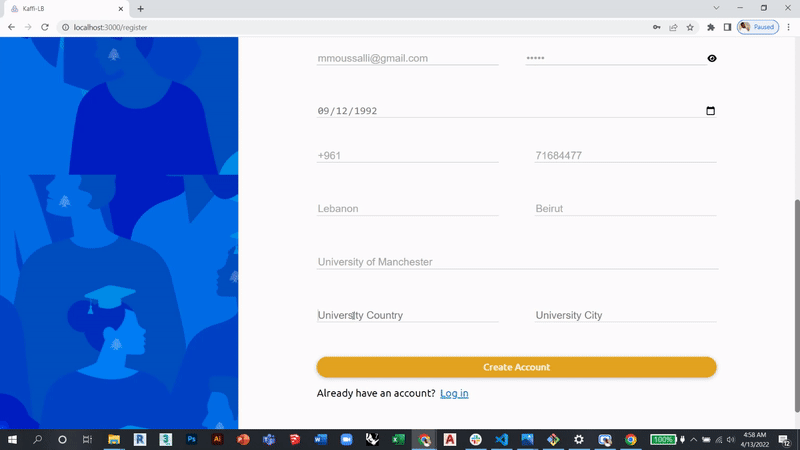 Kaffi-LB
localhost:3000/register
Paused
mmoussalli@gmail.com
•••••
09/12/1992
+961
71684477
Lebanon
Beirut
University of Manchester
University Country
University City
Create Account
Already have an account? Log in
100%
4:58 AM
4/13/2022
12